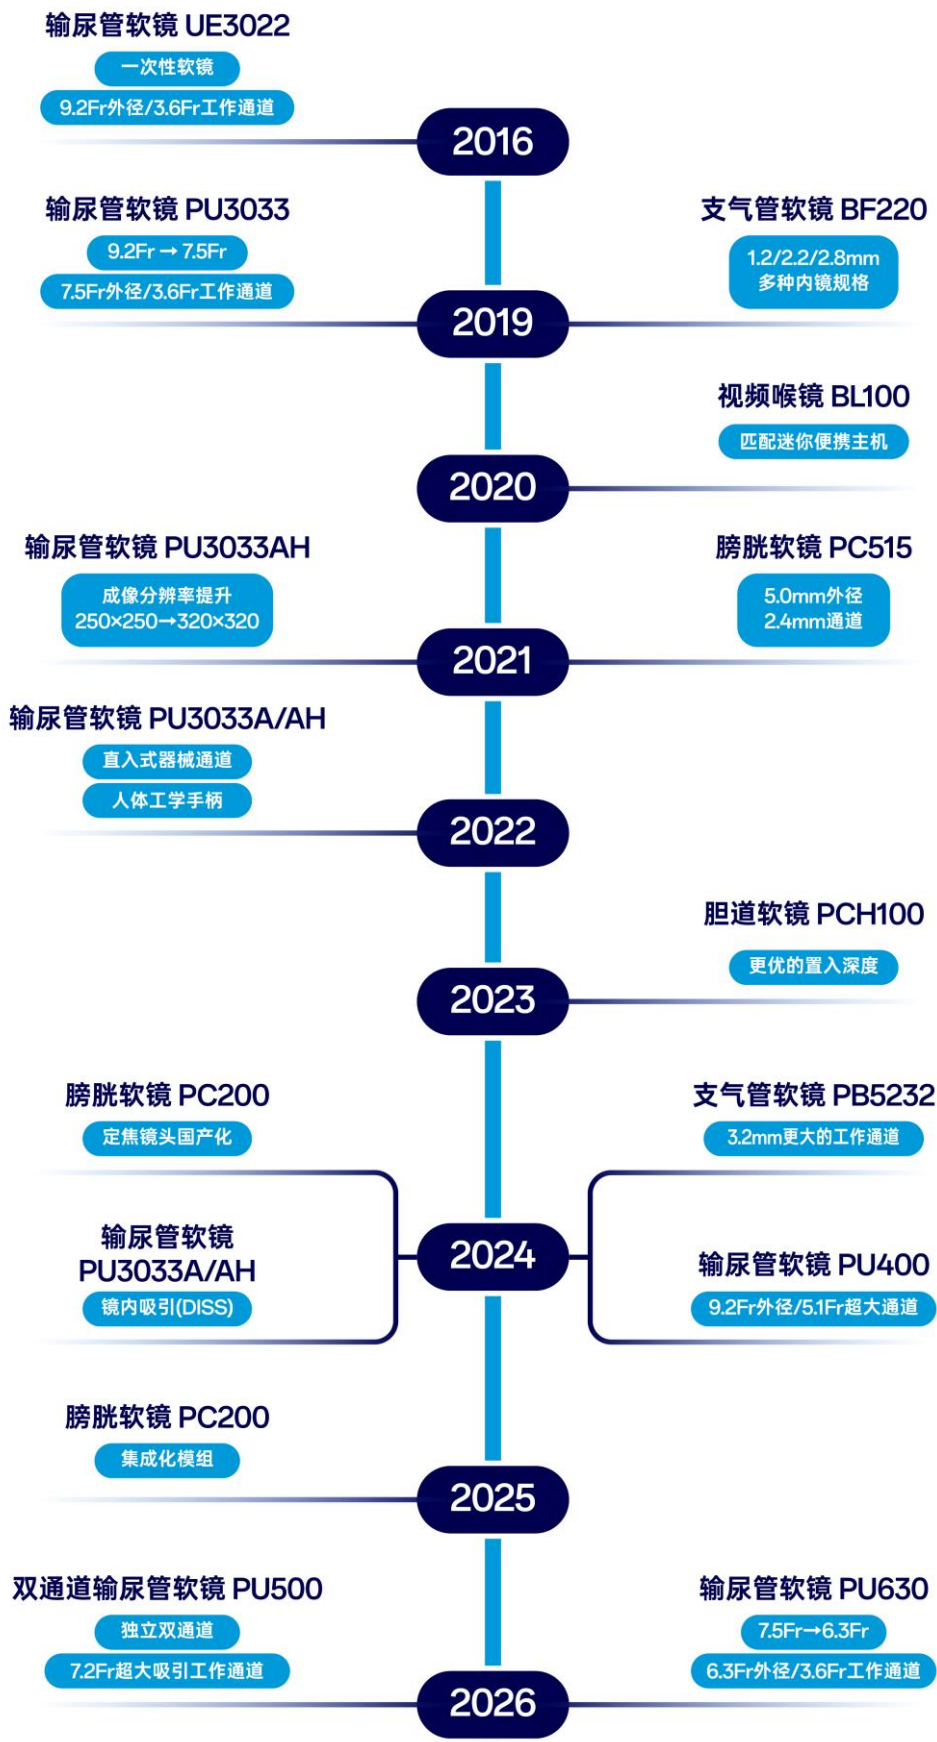 输尿管软镜 UE3022
一次性软镜
9.2Fr外径/3.6Fr工作通道
2016
输尿管软镜 PU3033
9.2Fr→7.5Fr
7.5Fr外径/3.6Fr工作通道
支气管软镜 BF220
1.2/2.2/2.8mm
多种内镜规格
2019
视频喉镜 BL100
匹配迷你便携主机
2020
输尿管软镜 PU3033AH
成像分辨率提升
250×250→320×320
膀胱软镜 PC515
5.0mm外径
2.4mm通道
2021
输尿管软镜 PU3033A/AH
直入式器械通道
人体工学手柄
2022
胆道软镜 PCH100
更优的置入深度
2023
膀胱软镜 PC200
定焦镜头国产化
支气管软镜 PB5232
3.2mm更大的工作通道
输尿管软镜
PU3033A/AH
镜内吸引(DISS)
2024
输尿管软镜 PU400
9.2Fr外径/5.1Fr超大通道
膀胱软镜 PC200
集成化模组
2025
双通道输尿管软镜 PU500
独立双通道
7.2Fr超大吸引工作通道
输尿管软镜 PU630
7.5Fr→6.3Fr
6.3Fr外径/3.6Fr工作通道
2026